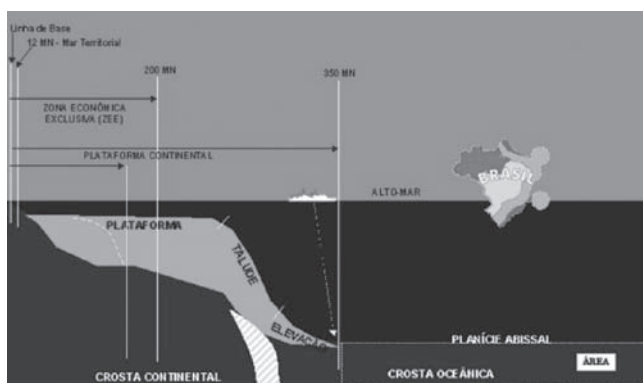 Linha de Base
12 MN - Mar Territorial
200 MN
350 MN
ZONA ECONÔMICA
EXCLUSIVA (ZEE)
PLATAFORMA CONTINENTAL
BRASIL
ALTO-MAR
PLATAFORMA
TALUDE
ELEVAÇÃO
PLANÍCIE ABISSAL
ÁREA
CROSTA CONTINENTAL
CROSTA OCEÂNICA